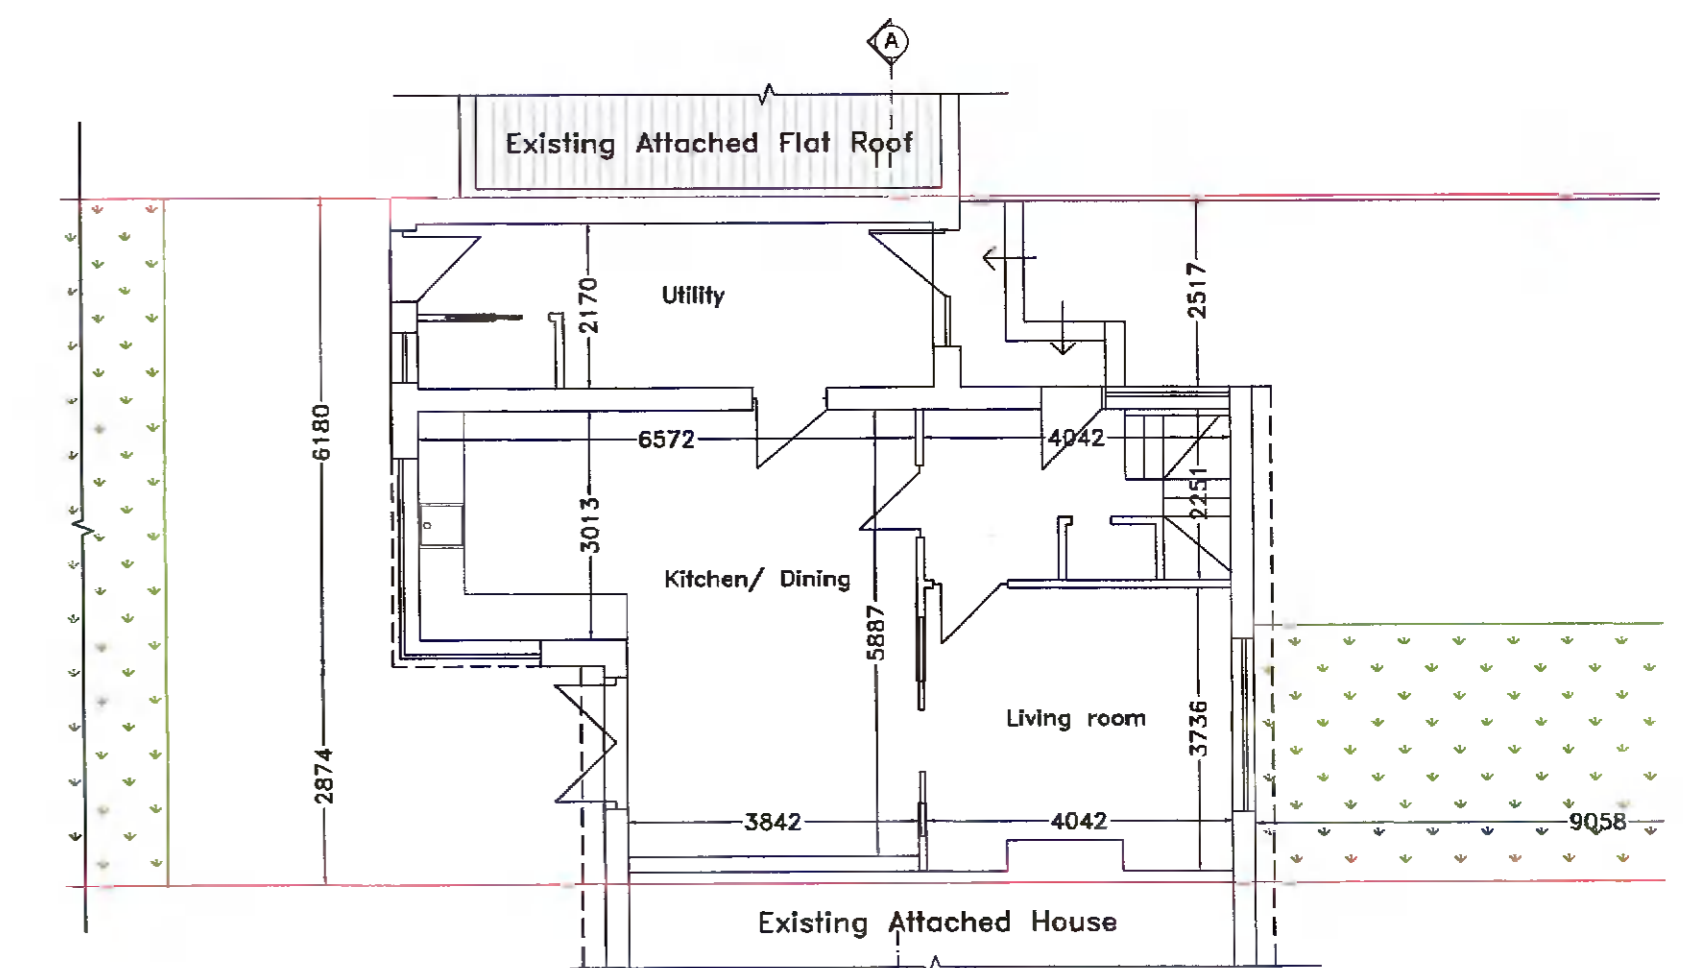 A
Existing Attached Flat Roof
2170
Utility
2517
6180
6572
4042
2251
3013
Kitchen/ Dining
5887
Living room
3736
2874
3842
4042
9058
Existing Attached House